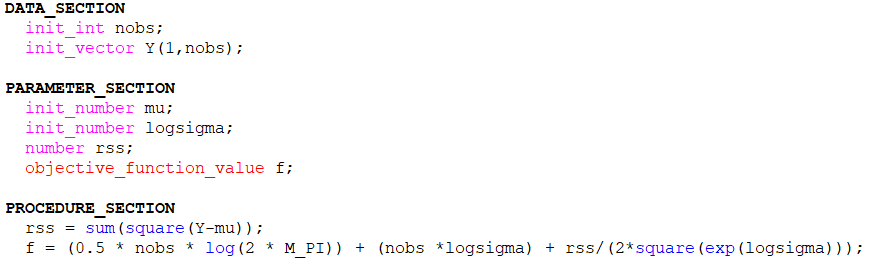 DATA_SECTION
init_int nobs;
init_vector Y(1,nobs);
PARAMETER_SECTION
init_number mu;
init_number logsigma;
number rss;
objective_function_value f;
PROCEDURE_SECTION
rss = sum(square(Y-mu));
f = (0.5 * nobs * log(2 * M_PI)) + (nobs *logsigma) + rss/(2*square(exp(logsigma)));